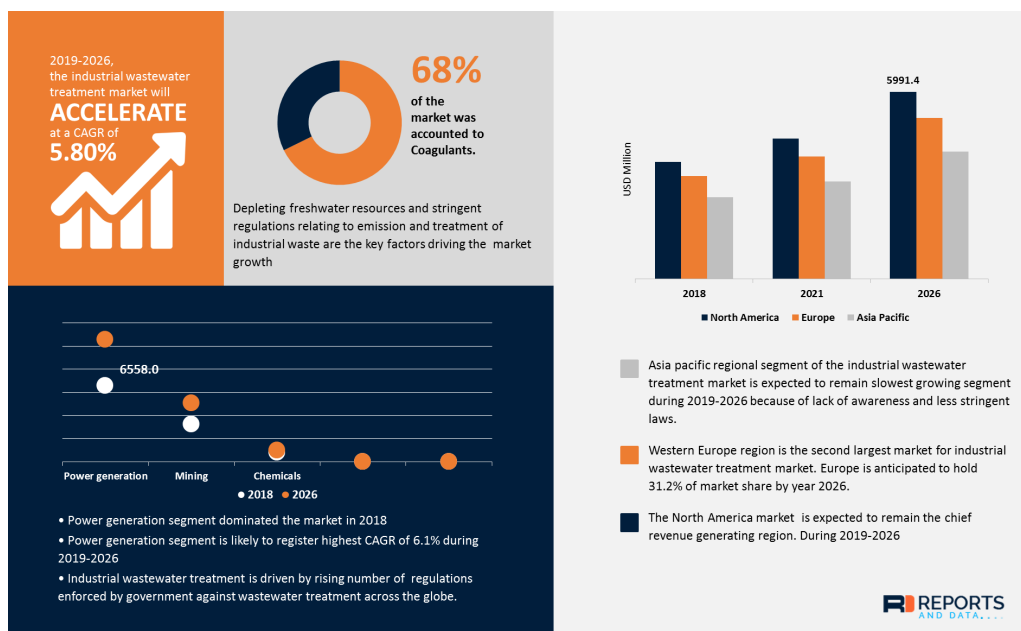 2019-2026,
the industrial wastewater
treatment market will
ACCELERATE
at a CAGR of
5.80%
68%
of the
market was
accounted to
Coagulants.
Depleting freshwater resources and stringent
regulations relating to emission and treatment of
industrial waste are the key factors driving the market
growth
6558.0
Power generation Mining Chemicals
2018 2026
• Power generation segment dominated the market in 2018
• Power generation segment is likely to register highest CAGR of 6.1% during
2019-2026
• Industrial wastewater treatment is driven by rising number of regulations
enforced by government against wastewater treatment across the globe.
5991.4
USD Million
2018 2021 2026
North America Europe Asia Pacific
Asia pacific regional segment of the industrial wastewater
treatment market is expected to remain slowest growing segment
during 2019-2026 because of lack of awareness and less stringent
laws.
Western Europe region is the second largest market for industrial
wastewater treatment market. Europe is anticipated to hold
31.2% of market share by year 2026.
The North America market is expected to remain the chief
revenue generating region. During 2019-2026
REPORTS
AND DATA....